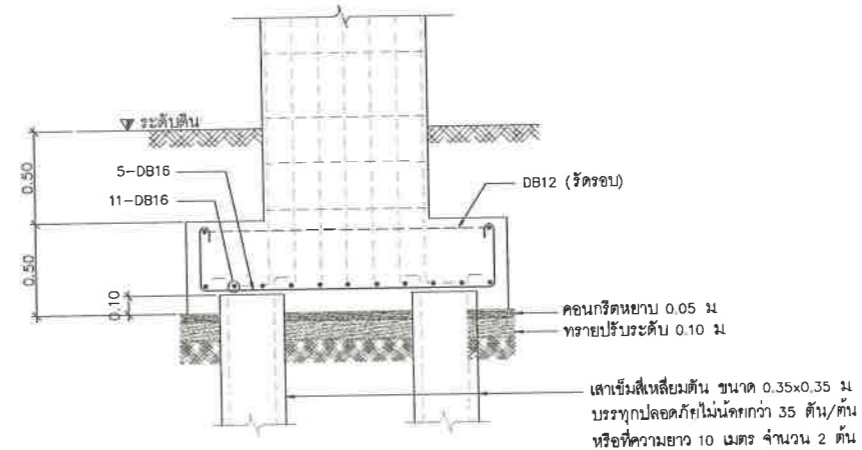 ระดับดิน
0.50
5-DB16
11-DB16
DB12 (รัดรอบ)
0.50
0.10
คอนกรีตหยาบ 0.05 ม
ทรายปรับระดับ 0.10 ม
เสาเข็มสี่เหลี่ยมตัน ขนาด 0.35x0.35 ม
บรรทุกปลอดภัยไม่น้อยกว่า 35 ตัน/ต้น
หรือที่ความยาว 10 เมตร จำนวน 2 ต้น